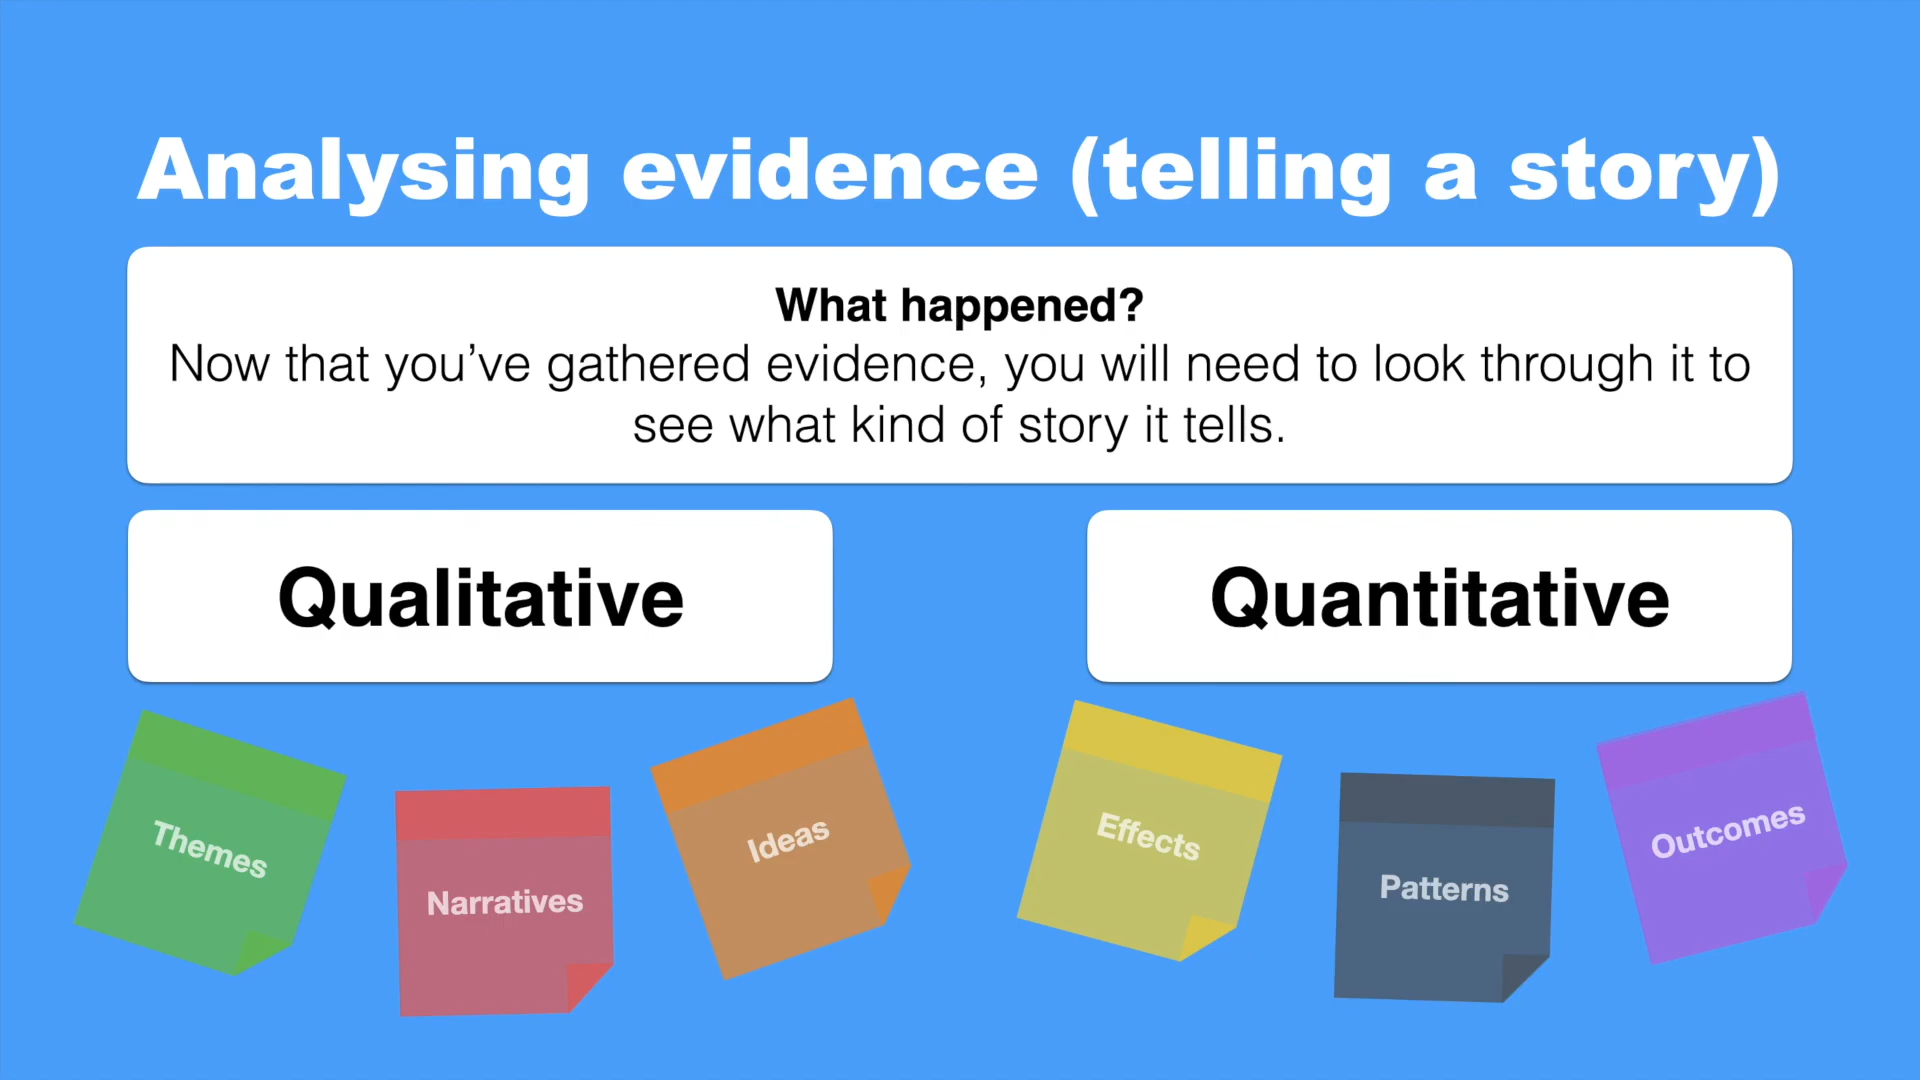 Analysing evidence (telling a story)
What happened?
Now that you’ve gathered evidence, you will need to look through it to
see what kind of story it tells.
Qualitative
Quantitative
Themes
Narratives
Ideas
Effects
Patterns
Outcomes